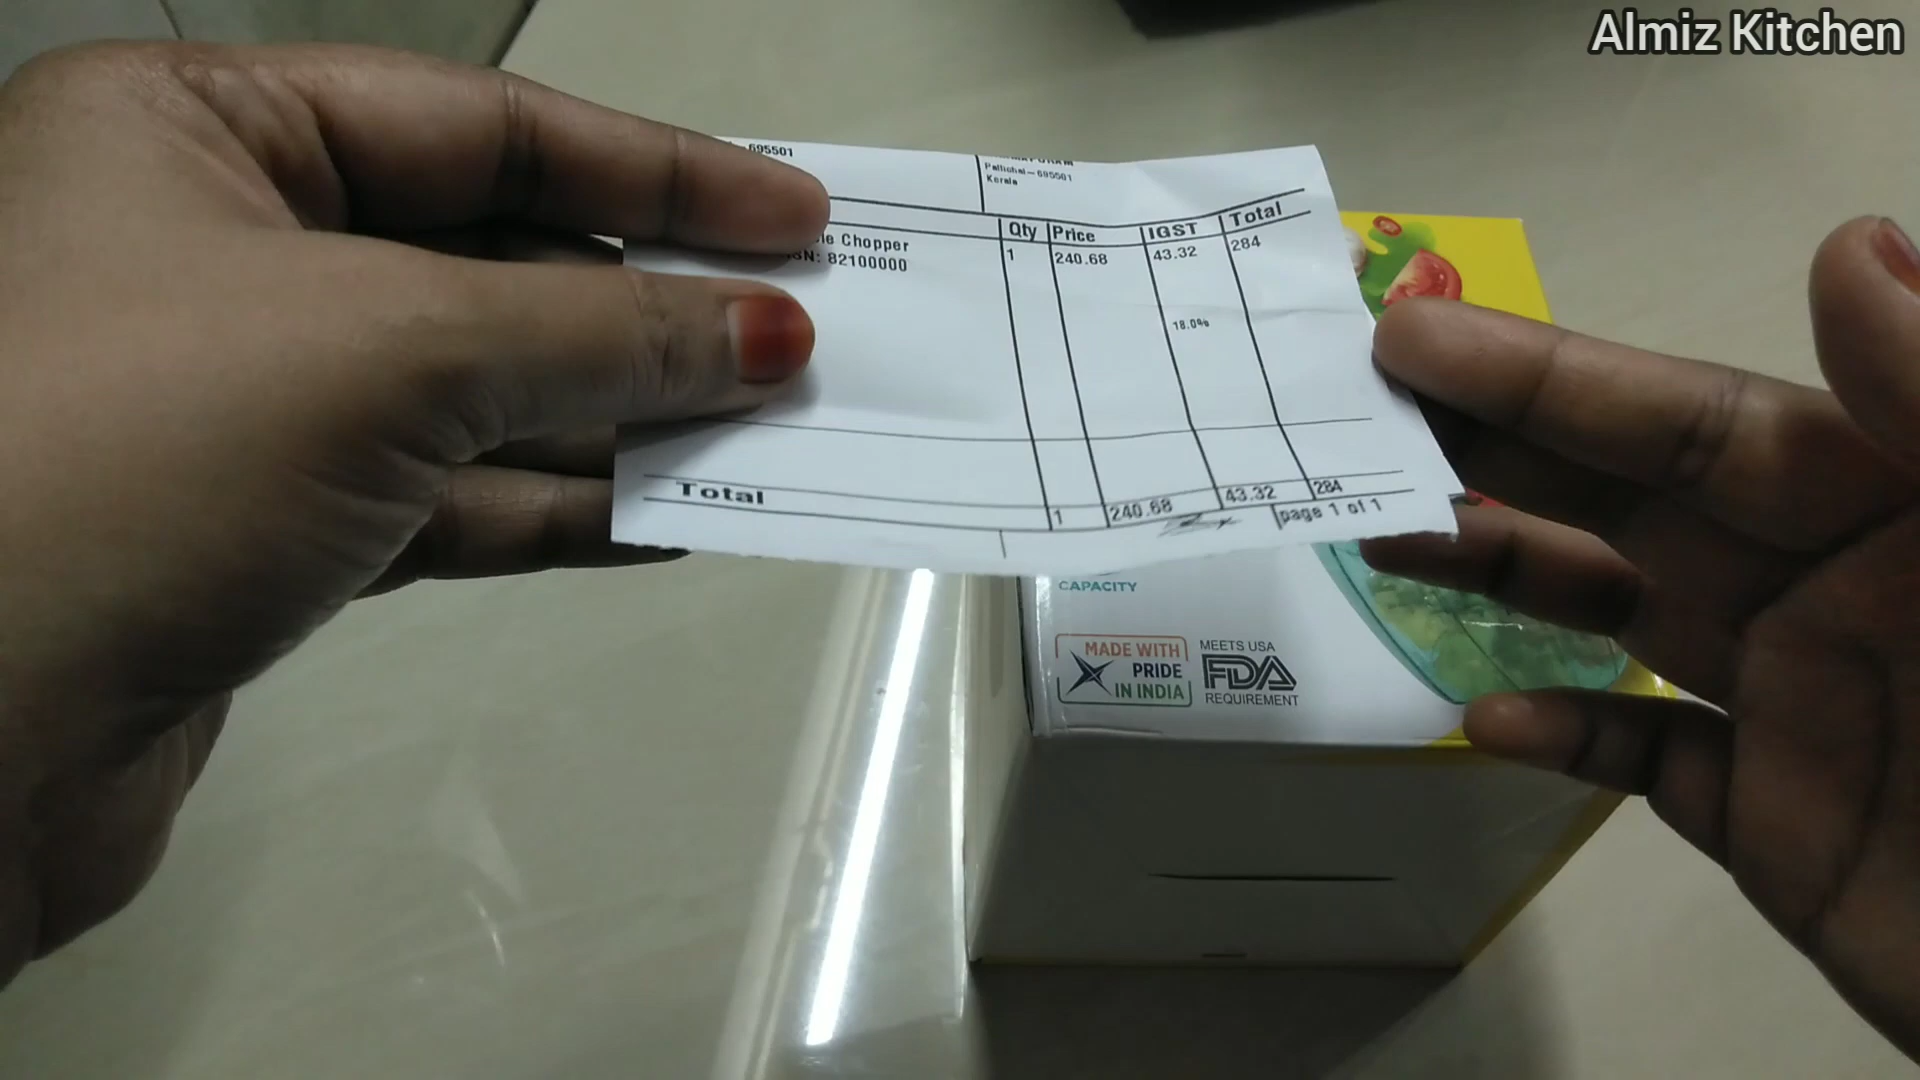 Almiz Kitchen
695501
Pallichal-695501
Kerala
Qty Price IGST Total
Chopper 1 240.68 43.32 284
82100000
18.0%
Total 1 240.68 43.32 284
page 1 of 1
CAPACITY
MADE WITH
PRIDE
IN INDIA
MEETS USA
FDA
REQUIREMENT